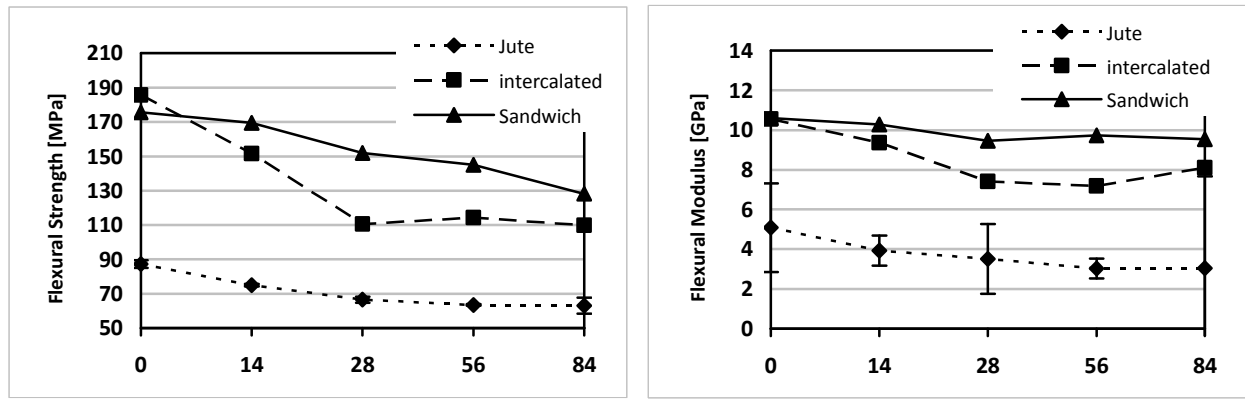 Flexural Strength [MPa]
210
190
170
150
130
110
90
70
50
0 14 28 56 84
Jute
intercalated
Sandwich
Flexural Modulus [GPa]
14
12
10
8
6
4
2
0
0 14 28 56 84
Jute
intercalated
Sandwich